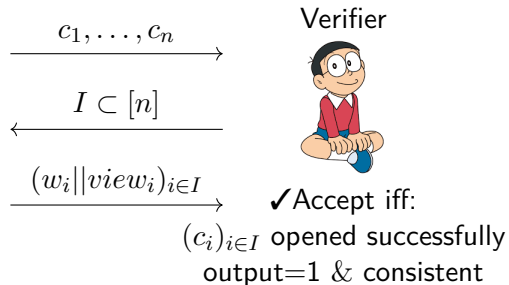 Verifier
c_1, . . . , c_n
I ⊂ [n]
(w_i||view_i)_{i∈I}
✓Accept iff:
(c_i)_{i∈I} opened successfully
output=1 & consistent